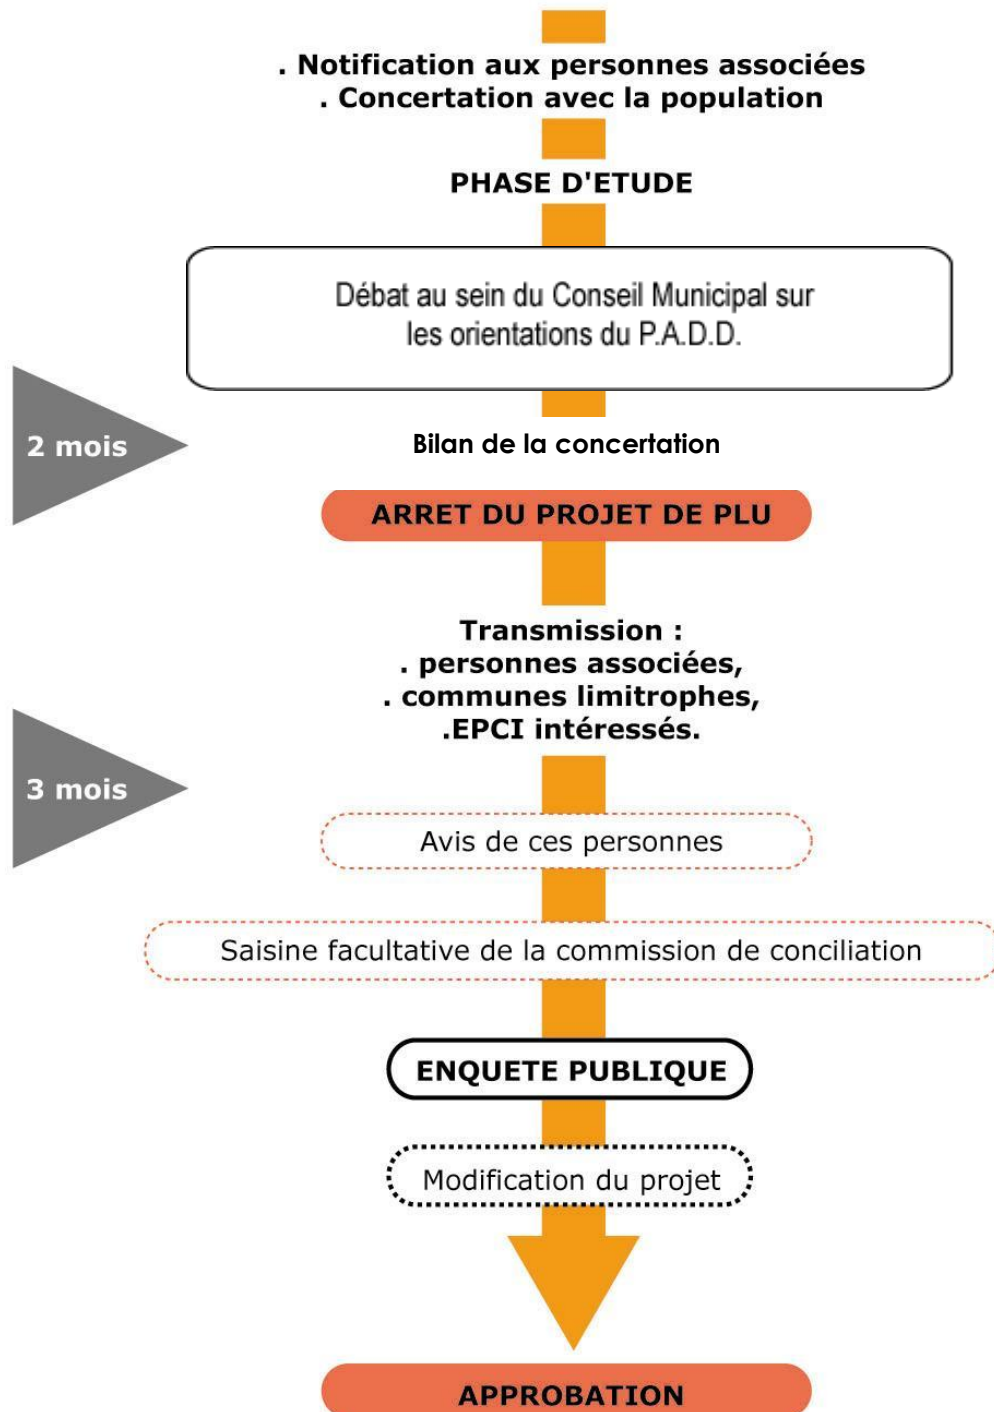 . Notification aux personnes associées
. Concertation avec la population
PHASE D'ETUDE
Débat au sein du Conseil Municipal sur
les orientations du P.A.D.D.
2 mois
Bilan de la concertation
ARRET DU PROJET DE PLU
Transmission :
. personnes associées,
. communes limitrophes,
.EPCI intéressés.
3 mois
Avis de ces personnes
Saisine facultative de la commission de conciliation
ENQUETE PUBLIQUE
Modification du projet
APPROBATION